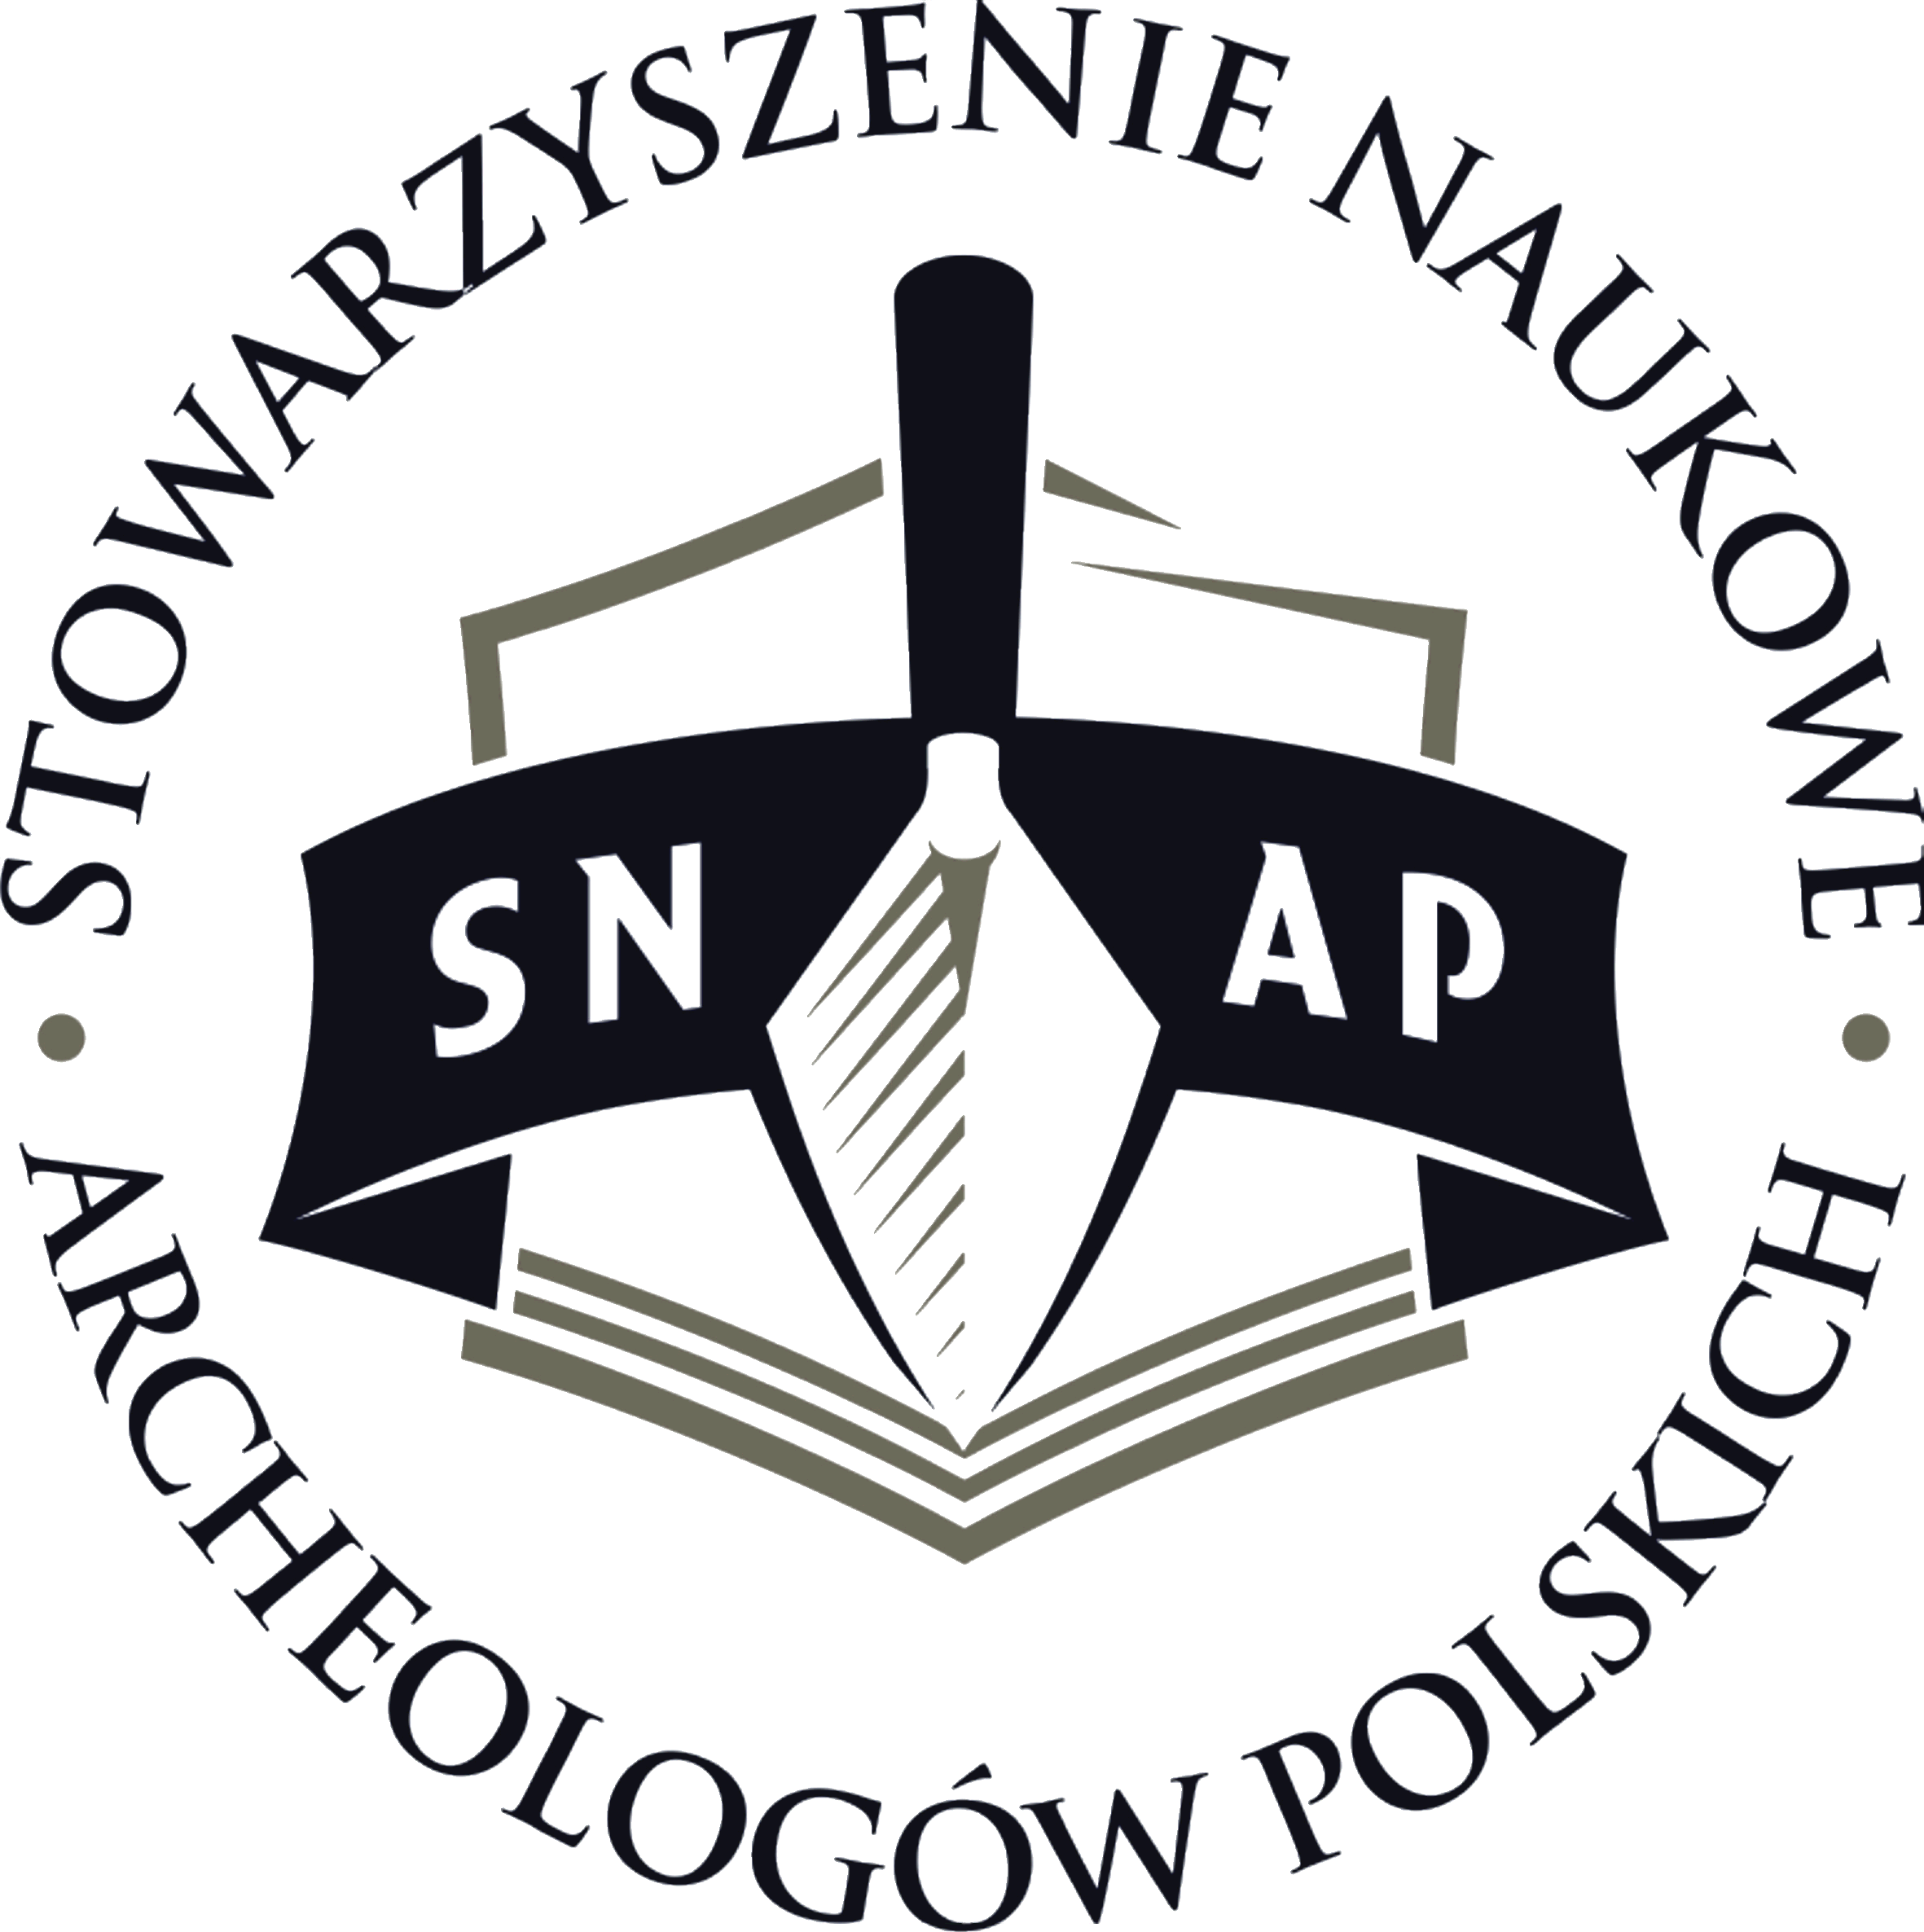 STOWARZYSZENIE NAUKOWE
SN AP
• ARCHEOLOGÓW POLSKICH •